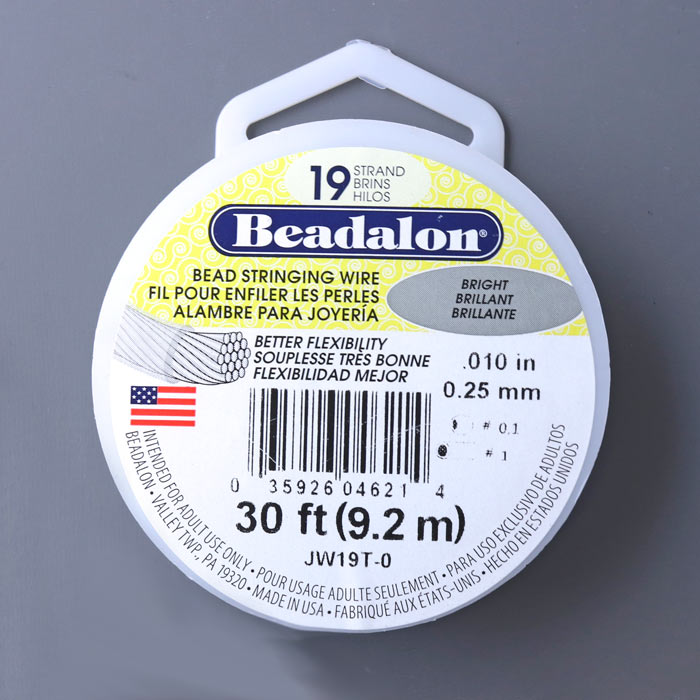 19 STRAND
BRINS
HILOS
Beadalon®
BEAD STRINGING WIRE
FIL POUR ENFILER LES PERLES
ALAMBRE PARA JOYERÍA
BRIGHT
BRILLANT
BRILLANTE
BETTER FLEXIBILITY
SOUPLESSE TRÈS BONNE
FLEXIBILIDAD MEJOR
.010 in
0.25 mm
# 0.1
# 1
0 35926 04621 4
30 ft (9.2 m)
JW19T-0
INTENDED FOR ADULT USE ONLY • POUR USAGE ADULTE SEULEMENT • PARA USO EXCLUSIVO DE ADULTOS
BEADALON • VALLEY TWP., PA 19320 • MADE IN USA • FABRIQUÉ AUX ÉTATS-UNIS • HECHO EN ESTADOS UNIDOS